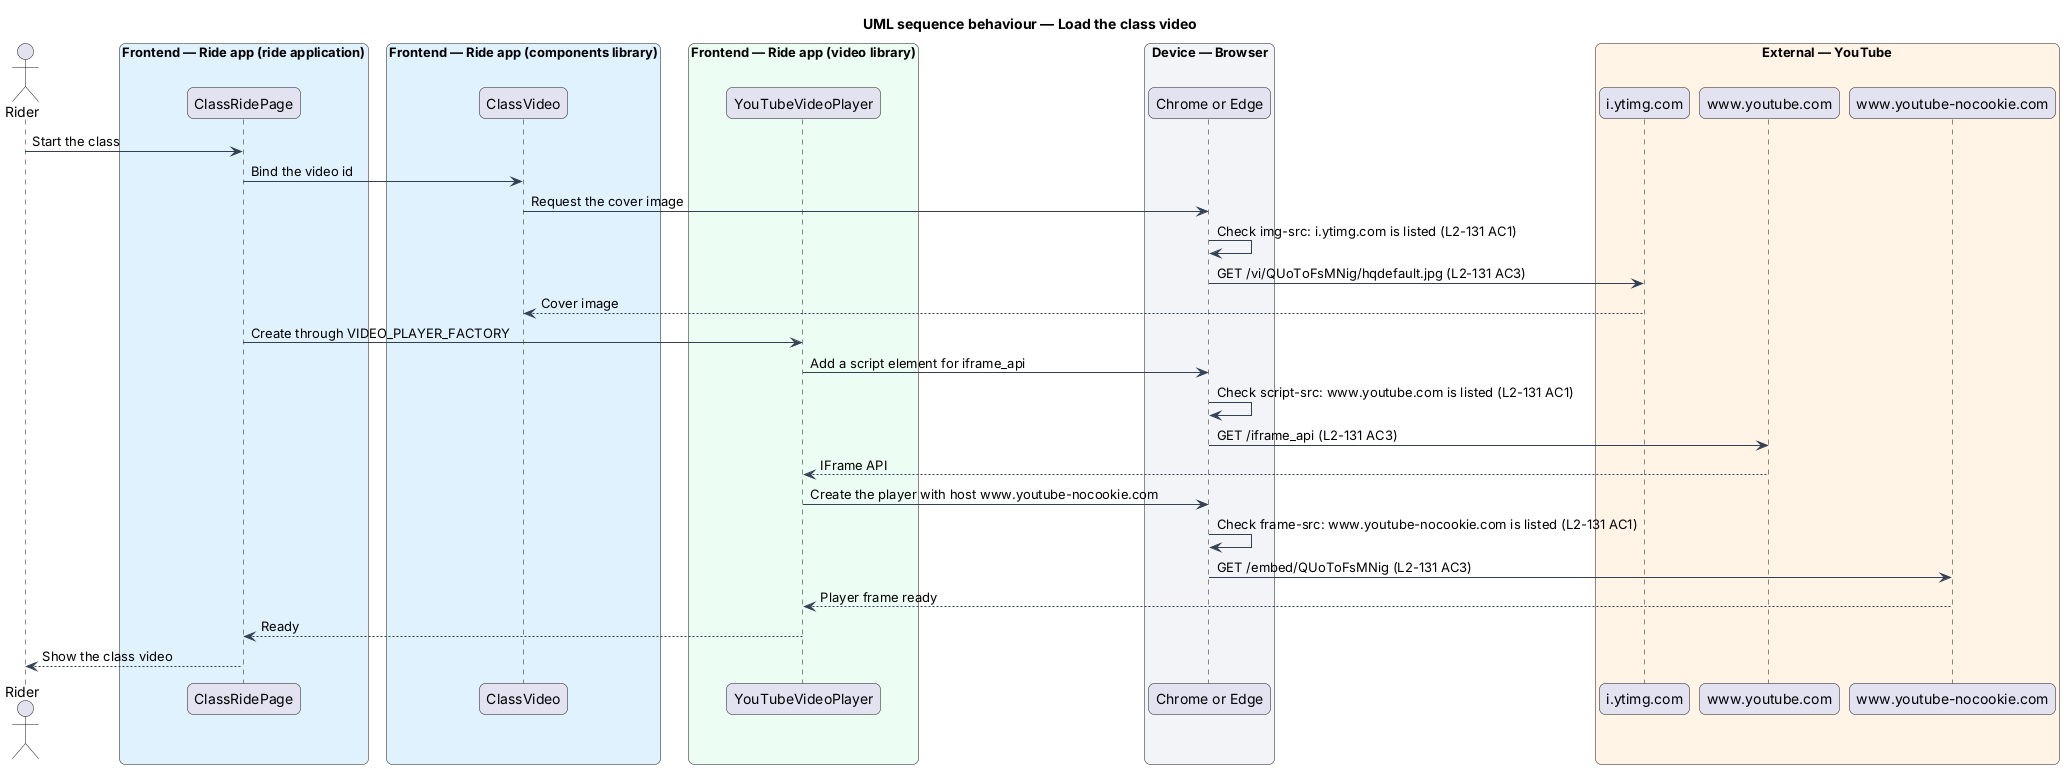 UML sequence behaviour — Load the class video
Frontend — Ride app (ride application)
Frontend — Ride app (components library)
Frontend — Ride app (video library)
Device — Browser
External — YouTube
Rider
ClassRidePage
ClassVideo
YouTubeVideoPlayer
Chrome or Edge
i.ytimg.com
www.youtube.com
www.youtube-nocookie.com
Start the class
Bind the video id
Request the cover image
Check img-src: i.ytimg.com is listed (L2-131 AC1)
GET /vi/QUoToFsMNig/hqdefault.jpg (L2-131 AC3)
Cover image
Create through VIDEO_PLAYER_FACTORY
Add a script element for iframe_api
Check script-src: www.youtube.com is listed (L2-131 AC1)
GET /iframe_api (L2-131 AC3)
IFrame API
Create the player with host www.youtube-nocookie.com
Check frame-src: www.youtube-nocookie.com is listed (L2-131 AC1)
GET /embed/QUoToFsMNig (L2-131 AC3)
Player frame ready
Ready
Show the class video
Rider
ClassRidePage
ClassVideo
YouTubeVideoPlayer
Chrome or Edge
i.ytimg.com
www.youtube.com
www.youtube-nocookie.com